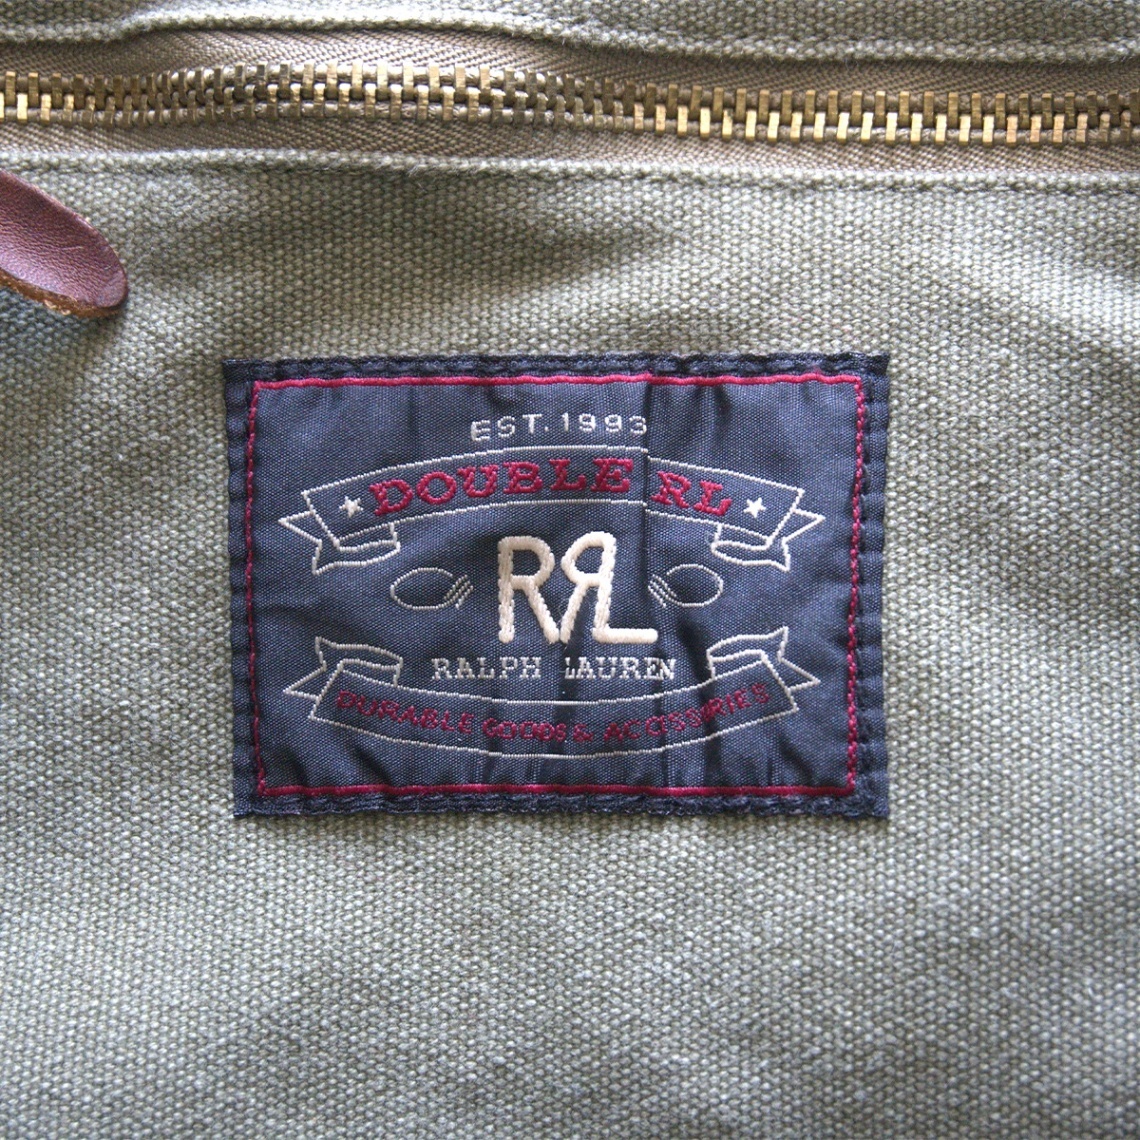 EST. 1993
DOUBLE RL
RRL
RALPH LAUREN
DURABLE GOODS & ACCESSORIES